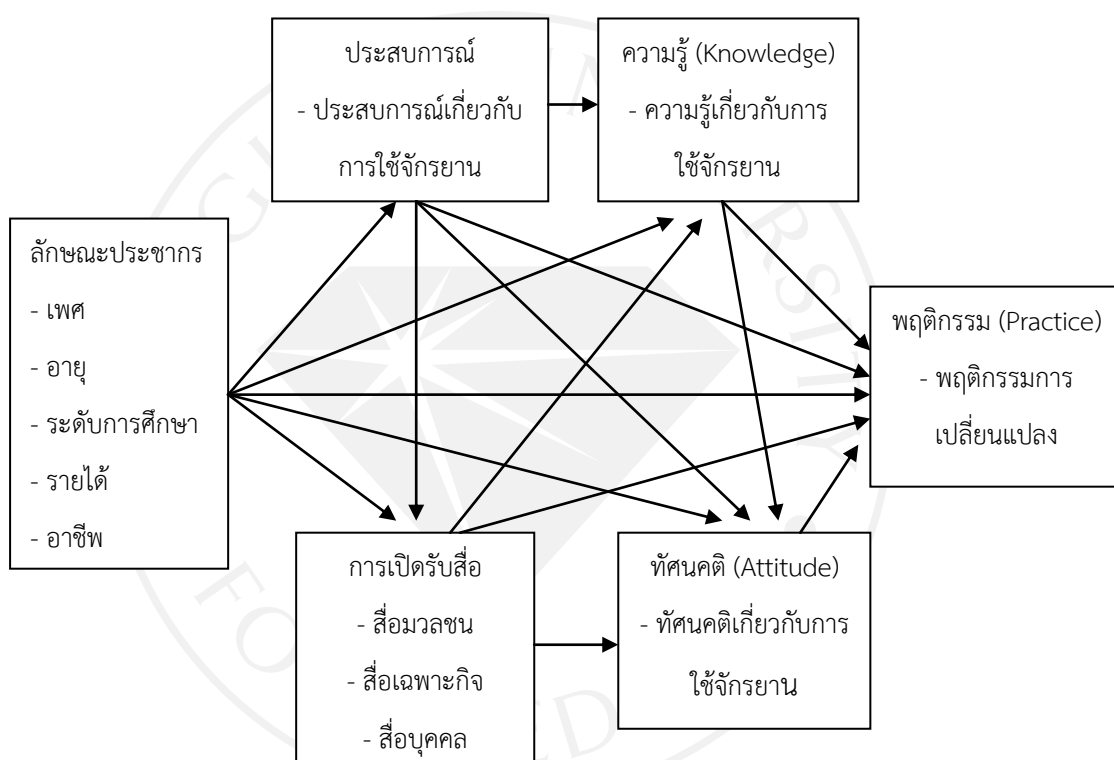 ประสบการณ์
- ประสบการณ์เกี่ยวกับ
การใช้จักรยาน
ความรู้ (Knowledge)
- ความรู้เกี่ยวกับการ
ใช้จักรยาน
ลักษณะประชากร
- เพศ
- อายุ
- ระดับการศึกษา
- รายได้
- อาชีพ
พฤติกรรม (Practice)
- พฤติกรรมการ
เปลี่ยนแปลง
การเปิดรับสื่อ
- สื่อมวลชน
- สื่อเฉพาะกิจ
- สื่อบุคคล
ทัศนคติ (Attitude)
- ทัศนคติเกี่ยวกับการ
ใช้จักรยาน